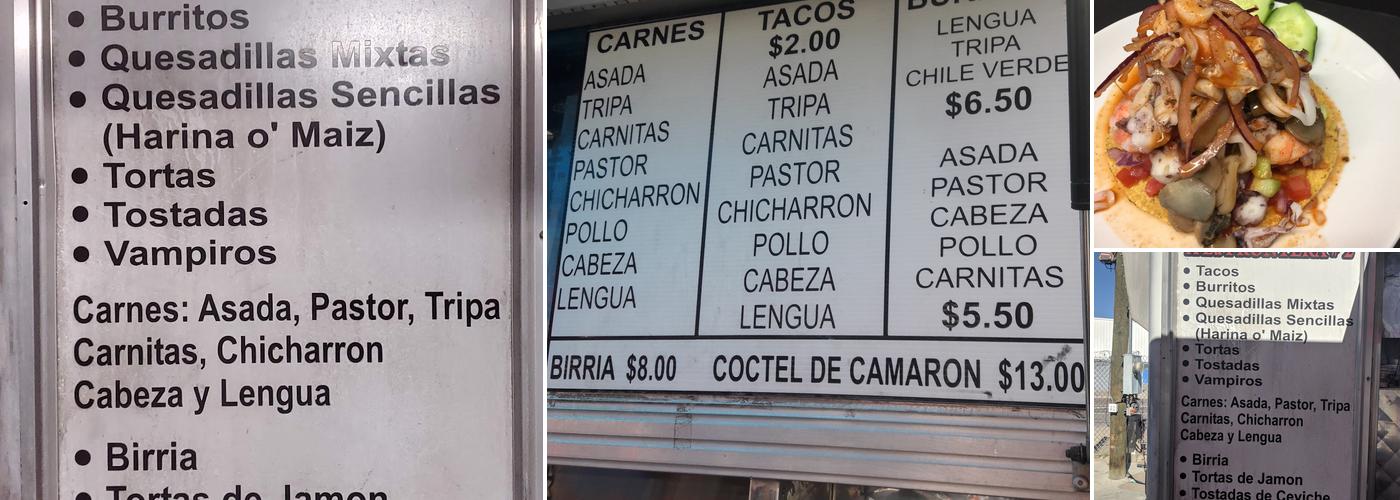 • Burritos
• Quesadillas Mixtas
• Quesadillas Sencillas
(Harina o' Maiz)
• Tortas
• Tostadas
• Vampiros
Carnes: Asada, Pastor, Tripa
Carnitas, Chicharron
Cabeza y Lengua
• Birria
• Tortas de Jamon
CARNES
ASADA
TRIPA
CARNITAS
PASTOR
CHICHARRON
POLLO
CABEZA
LENGUA
TACOS
$2.00
ASADA
TRIPA
CARNITAS
PASTOR
CHICHARRON
POLLO
CABEZA
LENGUA
LENGUA
TRIPA
CHILE VERDE
$6.50
ASADA
PASTOR
CABEZA
POLLO
CARNITAS
$5.50
BIRRIA $8.00 COCTEL DE CAMARON $13.00
• Tacos
• Burritos
• Quesadillas Mixtas
• Quesadillas Sencillas
(Harina o' Maiz)
• Tortas
• Tostadas
• Vampiros
Carnes: Asada, Pastor, Tripa
Carnitas, Chicharron
Cabeza y Lengua
• Birria
• Tortas de Jamon
• Tostadas de Ceviche